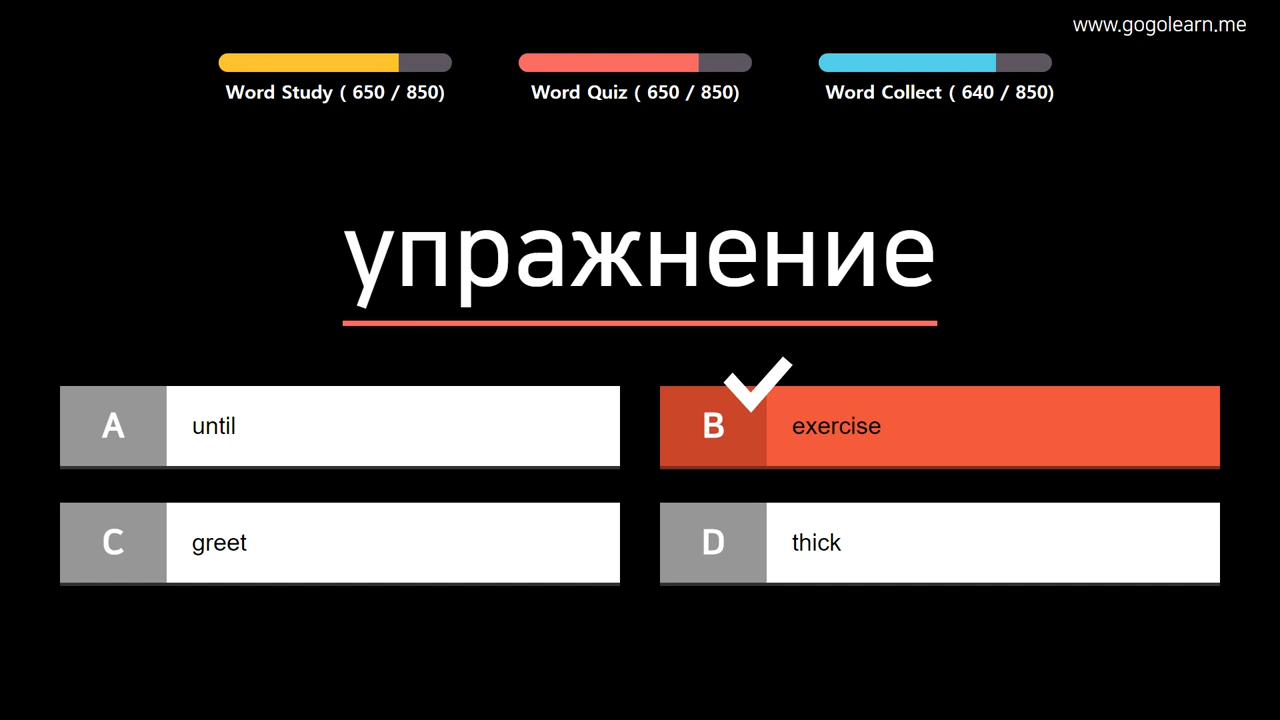 www.gogolearn.me
Word Study ( 650 / 850)
Word Quiz ( 650 / 850)
Word Collect ( 640 / 850)
упражнение
A until
B exercise
C greet
D thick